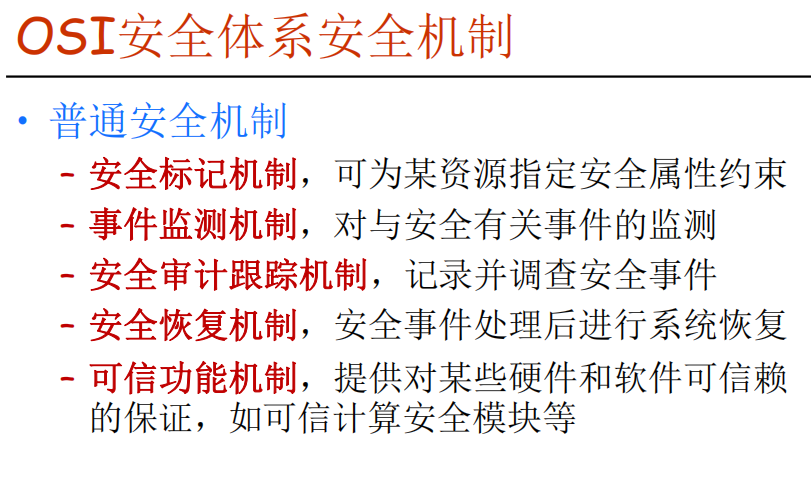 OSI安全体系安全机制
• 普通安全机制
– 安全标记机制，可为某资源指定安全属性约束
– 事件监测机制，对与安全有关事件的监测
– 安全审计跟踪机制，记录并调查安全事件
– 安全恢复机制，安全事件处理后进行系统恢复
– 可信功能机制，提供对某些硬件和软件可信赖
的保证，如可信计算安全模块等